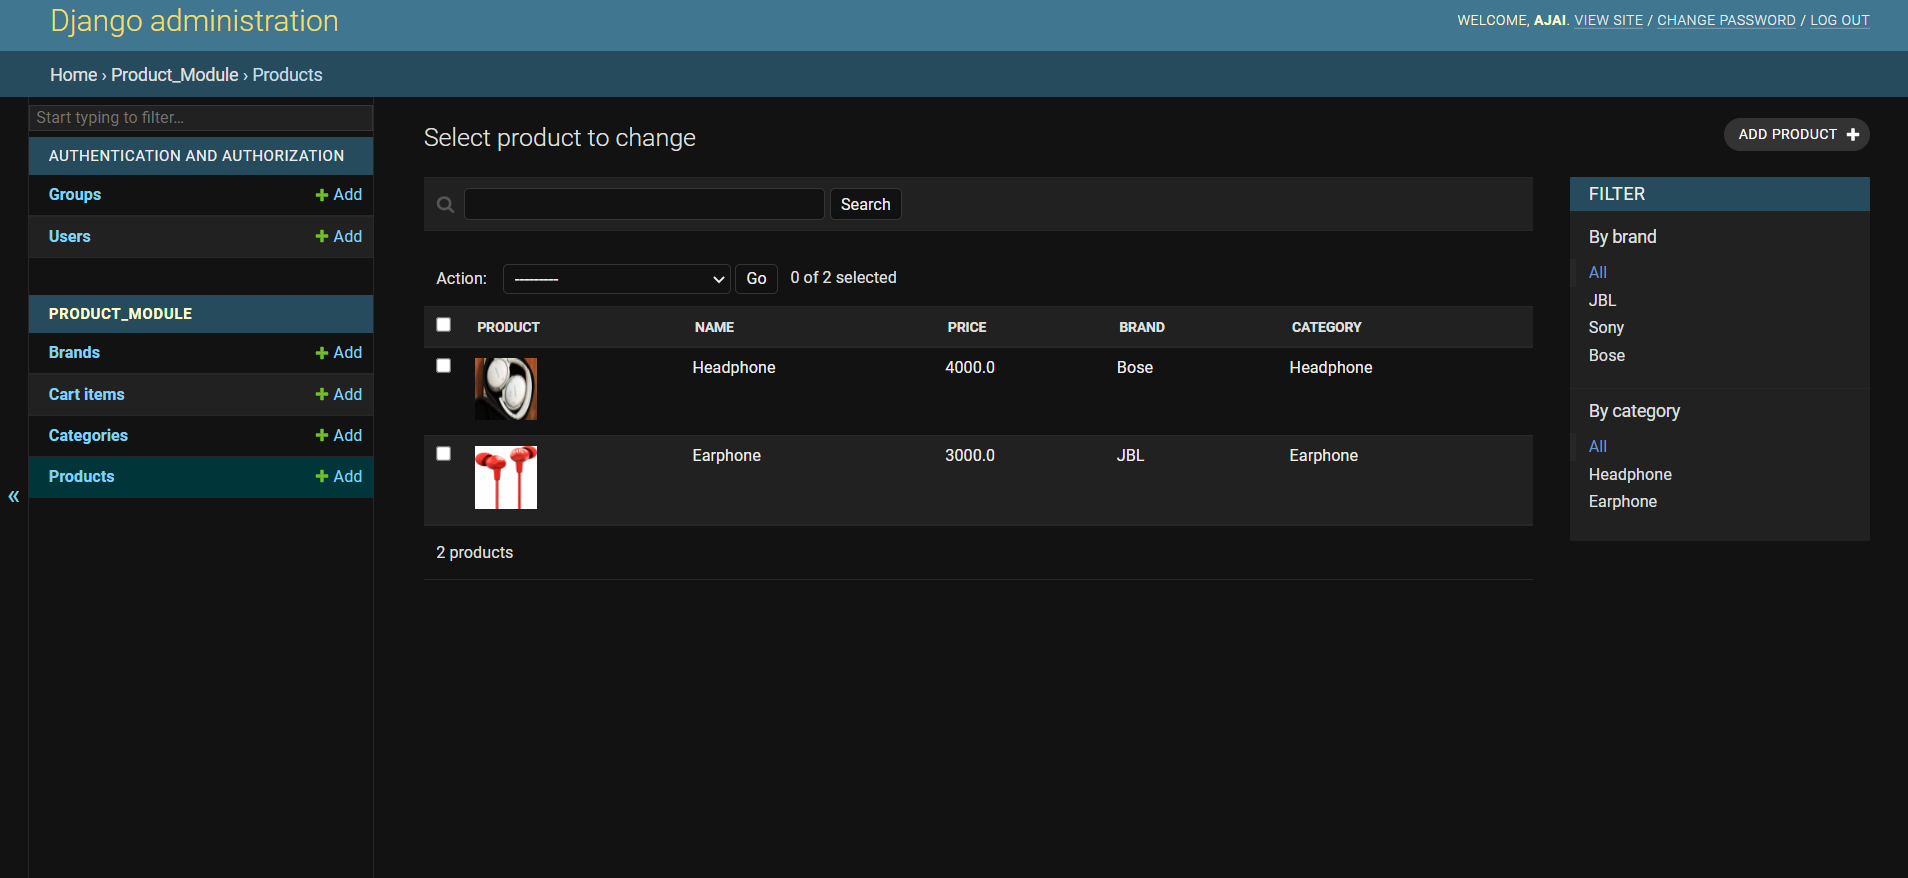 Django administration
WELCOME, AJAI. VIEW SITE / CHANGE PASSWORD / LOG OUT
Home › Product_Module › Products
Start typing to filter...
AUTHENTICATION AND AUTHORIZATION
Groups + Add
Users + Add
PRODUCT_MODULE
Brands + Add
Cart items + Add
Categories + Add
Products + Add
«
Select product to change
ADD PRODUCT +
Search
Action: --------- Go 0 of 2 selected
PRODUCT NAME PRICE BRAND CATEGORY
Headphone 4000.0 Bose Headphone
Earphone 3000.0 JBL Earphone
2 products
FILTER
By brand
All
JBL
Sony
Bose
By category
All
Headphone
Earphone